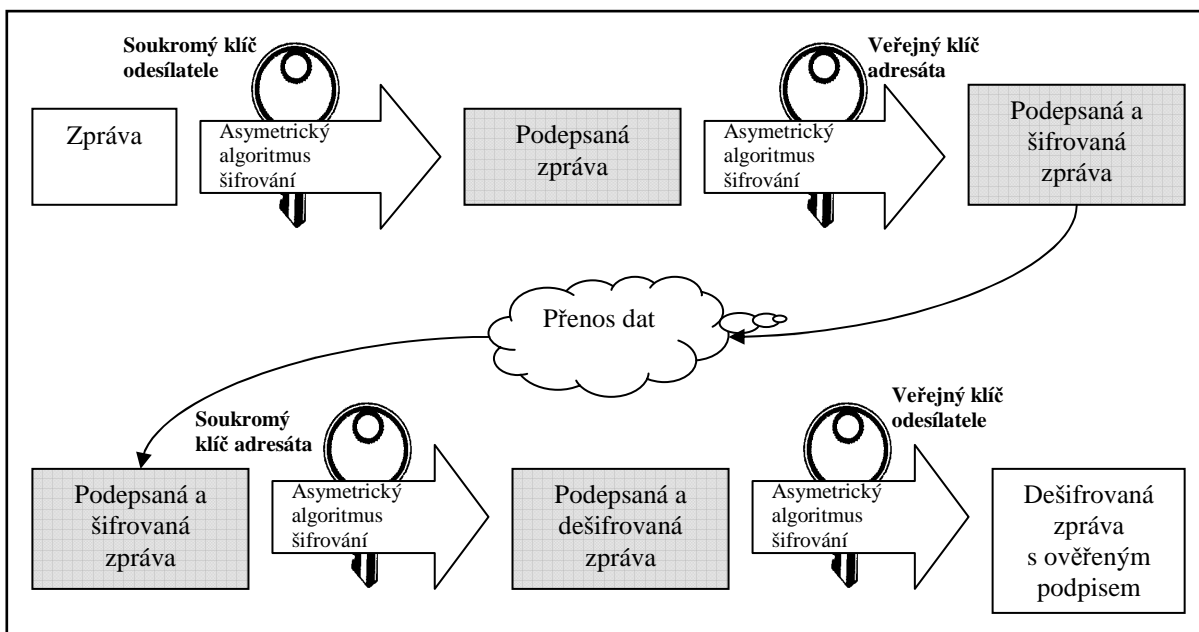 Soukromý klíč
odesílatele
Veřejný klíč
adresáta
Zpráva
Asymetrický
algoritmus
šifrování
Podepsaná
zpráva
Asymetrický
algoritmus
šifrování
Podepsaná a
šifrovaná
zpráva
Přenos dat
Soukromý
klíč adresáta
Veřejný klíč
odesílatele
Podepsaná a
šifrovaná
zpráva
Asymetrický
algoritmus
šifrování
Podepsaná a
dešifrovaná
zpráva
Asymetrický
algoritmus
šifrování
Dešifrovaná
zpráva
s ověřeným
podpisem